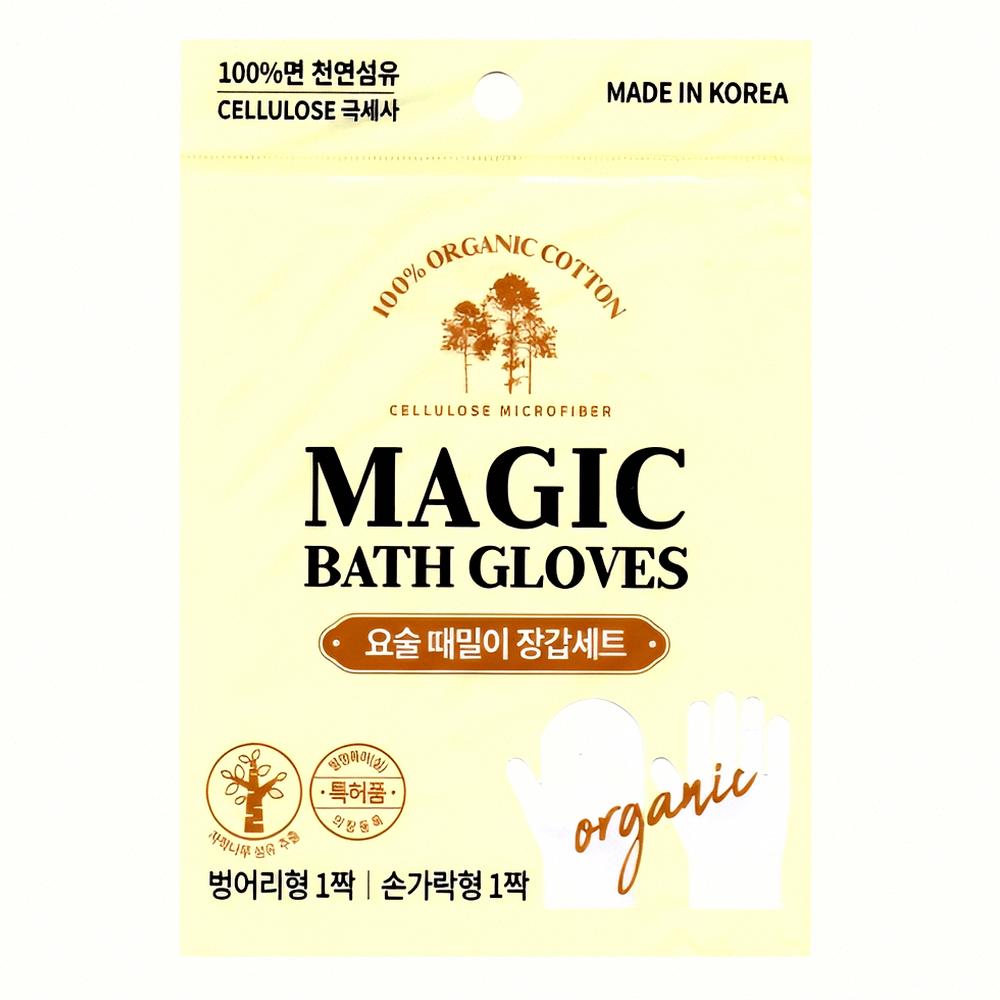 100%면 천연섬유
CELLULOSE 극세사
MADE IN KOREA
100% ORGANIC COTTON
CELLULOSE MICROFIBER
MAGIC
BATH GLOVES
요술 때밀이 장갑세트
특허품
organic
벙어리형 1짝 | 손가락형 1짝